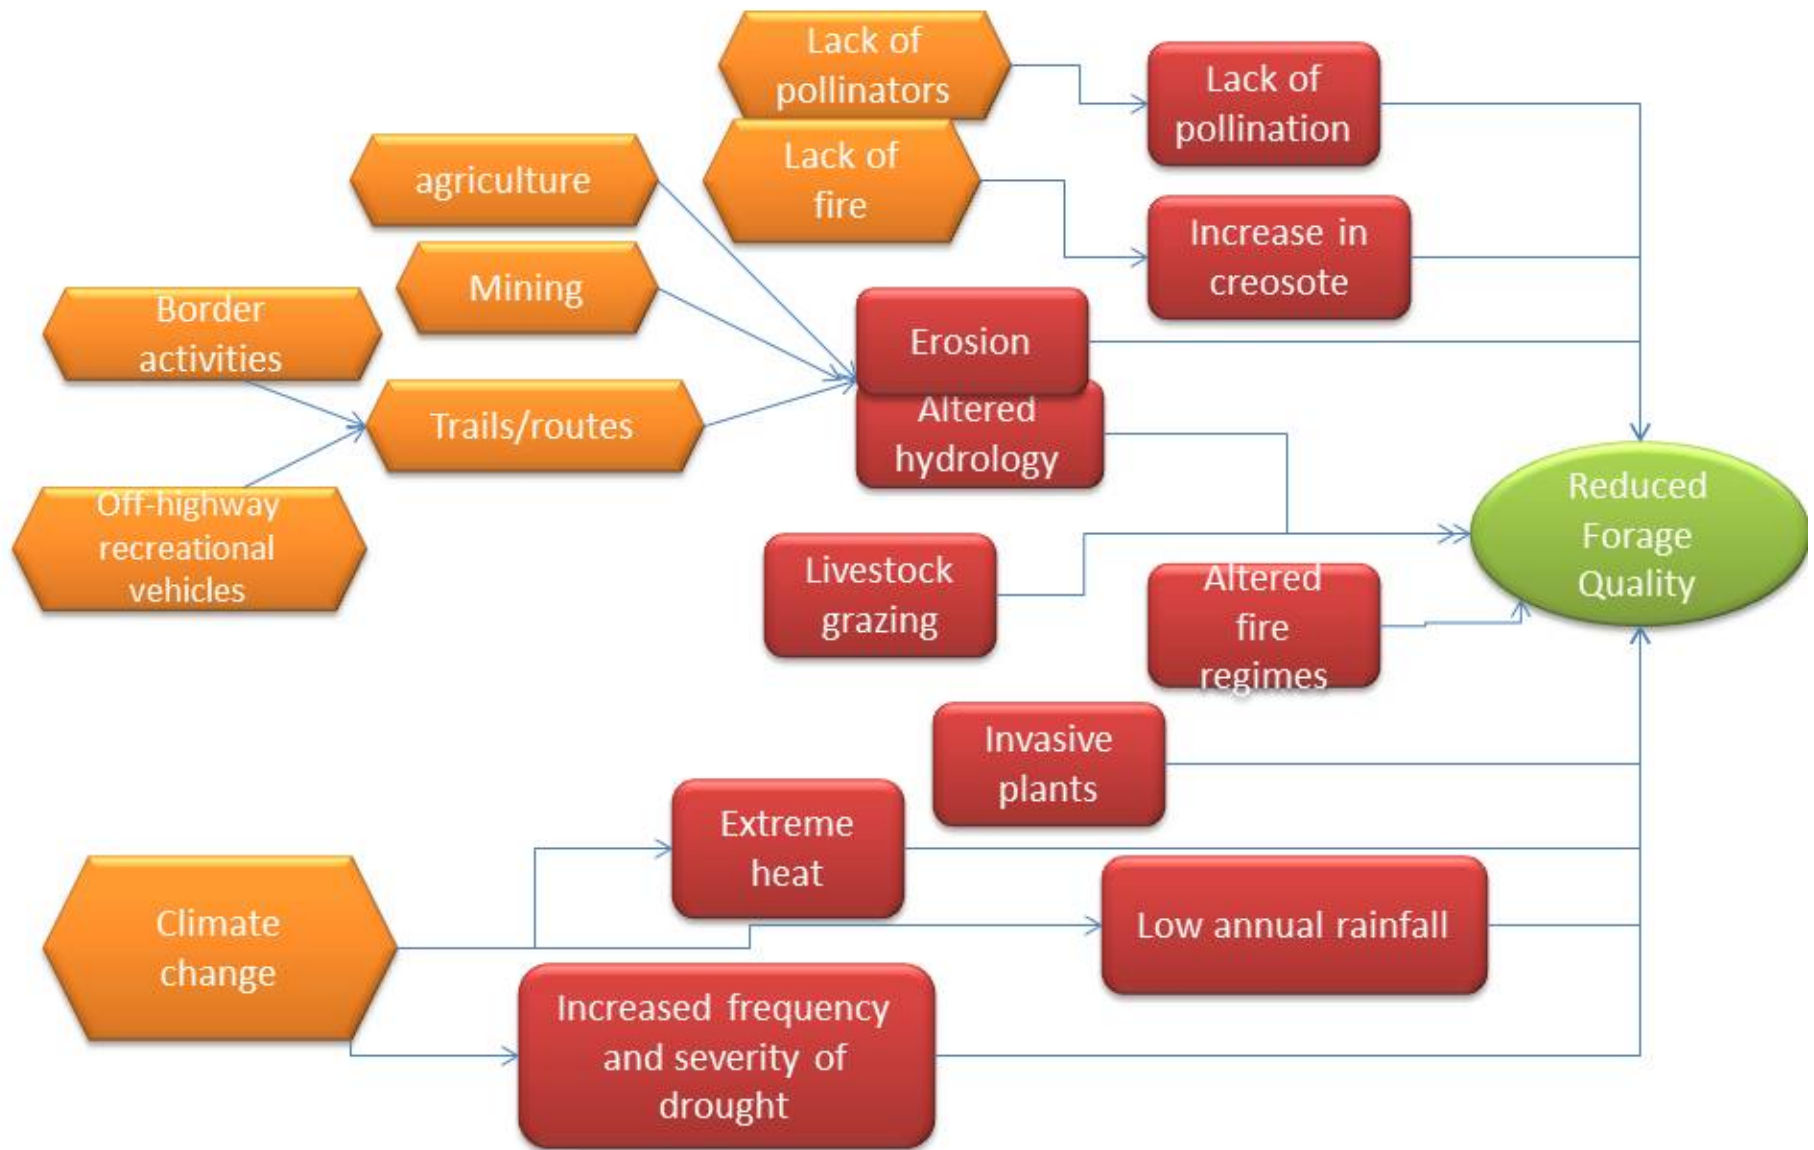 Lack of
pollinators
Lack of
pollination
agriculture
Lack of
fire
Increase in
creosote
Mining
Border
activities
Erosion
Trails/routes
Altered
hydrology
Off-highway
recreational
vehicles
Reduced
Forage
Quality
Livestock
grazing
Altered
fire
regimes
Invasive
plants
Extreme
heat
Climate
change
Low annual rainfall
Increased frequency
and severity of
drought